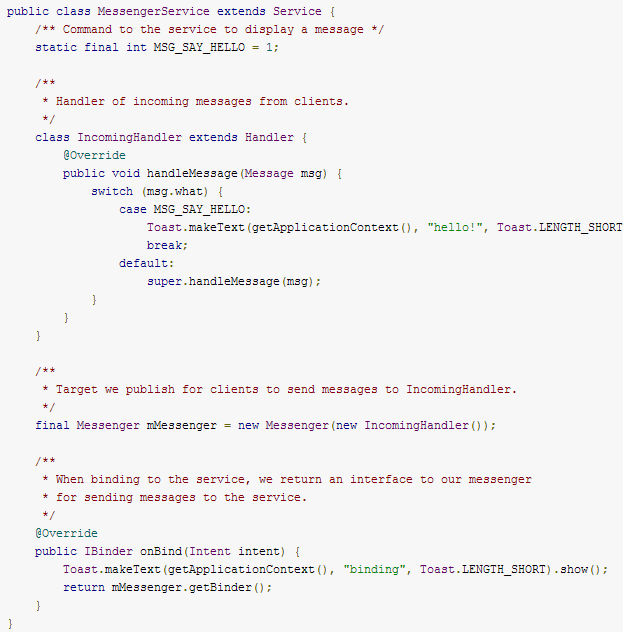 public class MessengerService extends Service {
    /** Command to the service to display a message */
    static final int MSG_SAY_HELLO = 1;

    /**
     * Handler of incoming messages from clients.
     */
    class IncomingHandler extends Handler {
        @Override
        public void handleMessage(Message msg) {
            switch (msg.what) {
                case MSG_SAY_HELLO:
                    Toast.makeText(getApplicationContext(), "hello!", Toast.LENGTH_SHORT
                    break;
                default:
                    super.handleMessage(msg);
            }
        }
    }

    /**
     * Target we publish for clients to send messages to IncomingHandler.
     */
    final Messenger mMessenger = new Messenger(new IncomingHandler());

    /**
     * When binding to the service, we return an interface to our messenger
     * for sending messages to the service.
     */
    @Override
    public IBinder onBind(Intent intent) {
        Toast.makeText(getApplicationContext(), "binding", Toast.LENGTH_SHORT).show();
        return mMessenger.getBinder();
    }
}